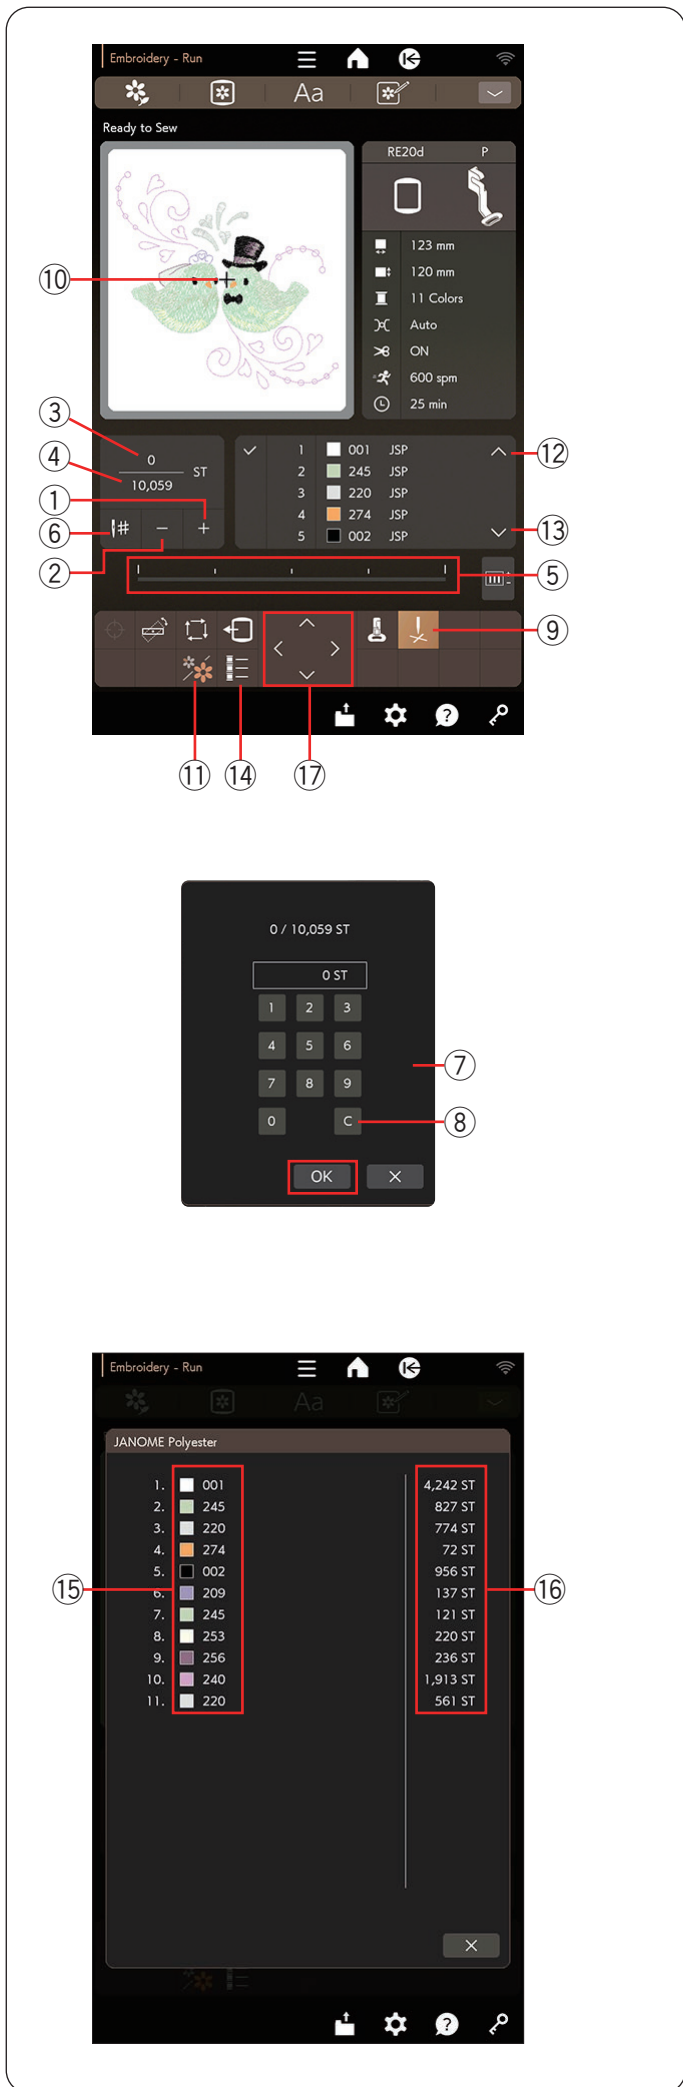 Embroidery - Run
Aa
Ready to Sew
RE20d P
123 mm
120 mm
11 Colors
Auto
ON
600 spm
25 min
⑩
③
④
①
⑥
②
0
10,059
ST
#
− +
✓ 1 001 JSP
2 245 JSP
3 220 JSP
4 274 JSP
5 002 JSP
⑫
⑬
⑤
⑨
?
⑪ ⑭ ⑰
0 / 10,059 ST
0 ST
1 2 3
4 5 6
7 8 9
0 C
OK ×
⑦
⑧
Embroidery - Run
Aa
JANOME Polyester
1. 001 4,242 ST
2. 245 827 ST
3. 220 774 ST
4. 274 72 ST
5. 002 956 ST
6. 209 137 ST
7. 245 121 ST
8. 253 220 ST
9. 256 236 ST
10. 240 1,913 ST
11. 220 561 ST
⑮ ⑯
×
?